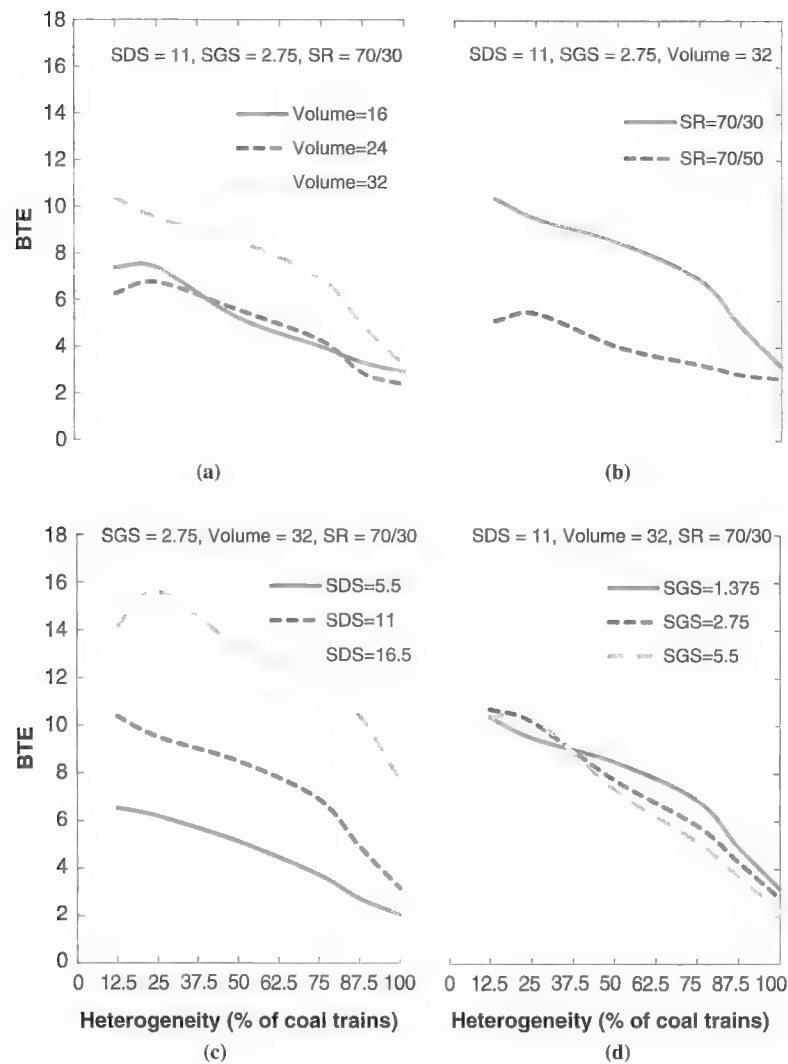 18
16
14
12
10
8
6
4
2
0
BTE
SDS = 11, SGS = 2.75, SR = 70/30
Volume=16
Volume=24
Volume=32
(a)
SDS = 11, SGS = 2.75, Volume = 32
SR=70/30
SR=70/50
(b)
18
16
14
12
10
8
6
4
2
0
BTE
SGS = 2.75, Volume = 32, SR = 70/30
SDS=5.5
SDS=11
SDS=16.5
0 12.5 25 37.5 50 62.5 75 87.5 100
Heterogeneity (% of coal trains)
(c)
SDS = 11, Volume = 32, SR = 70/30
SGS=1.375
SGS=2.75
SGS=5.5
0 12.5 25 37.5 50 62.5 75 87.5 100
Heterogeneity (% of coal trains)
(d)